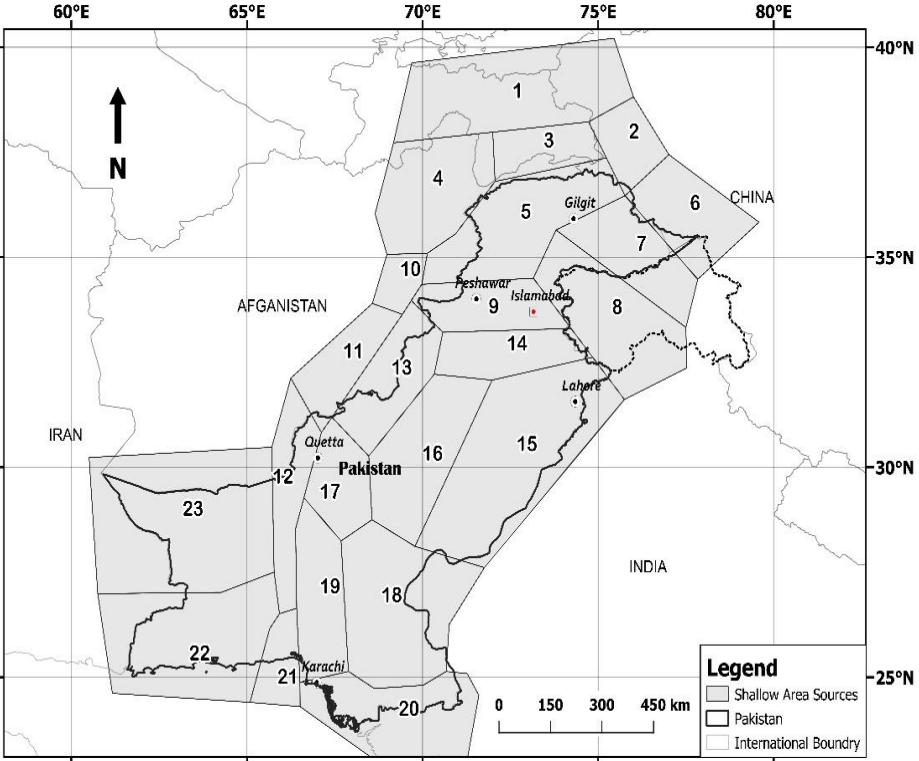 60°E 65°E 70°E 75°E 80°E
40°N
1
2
3
N
4
CHINA
6
5
Gilgit
7
35°N
10
Peshawar
Islamabad
AFGANISTAN
9
8
14
11
13
Lahore
IRAN
Quetta
15
16
Pakistan
30°N
12
17
23
INDIA
19
18
22
Karachi
21
25°N
20
0 150 300 450 km
Legend
Shallow Area Sources
Pakistan
International Boundry